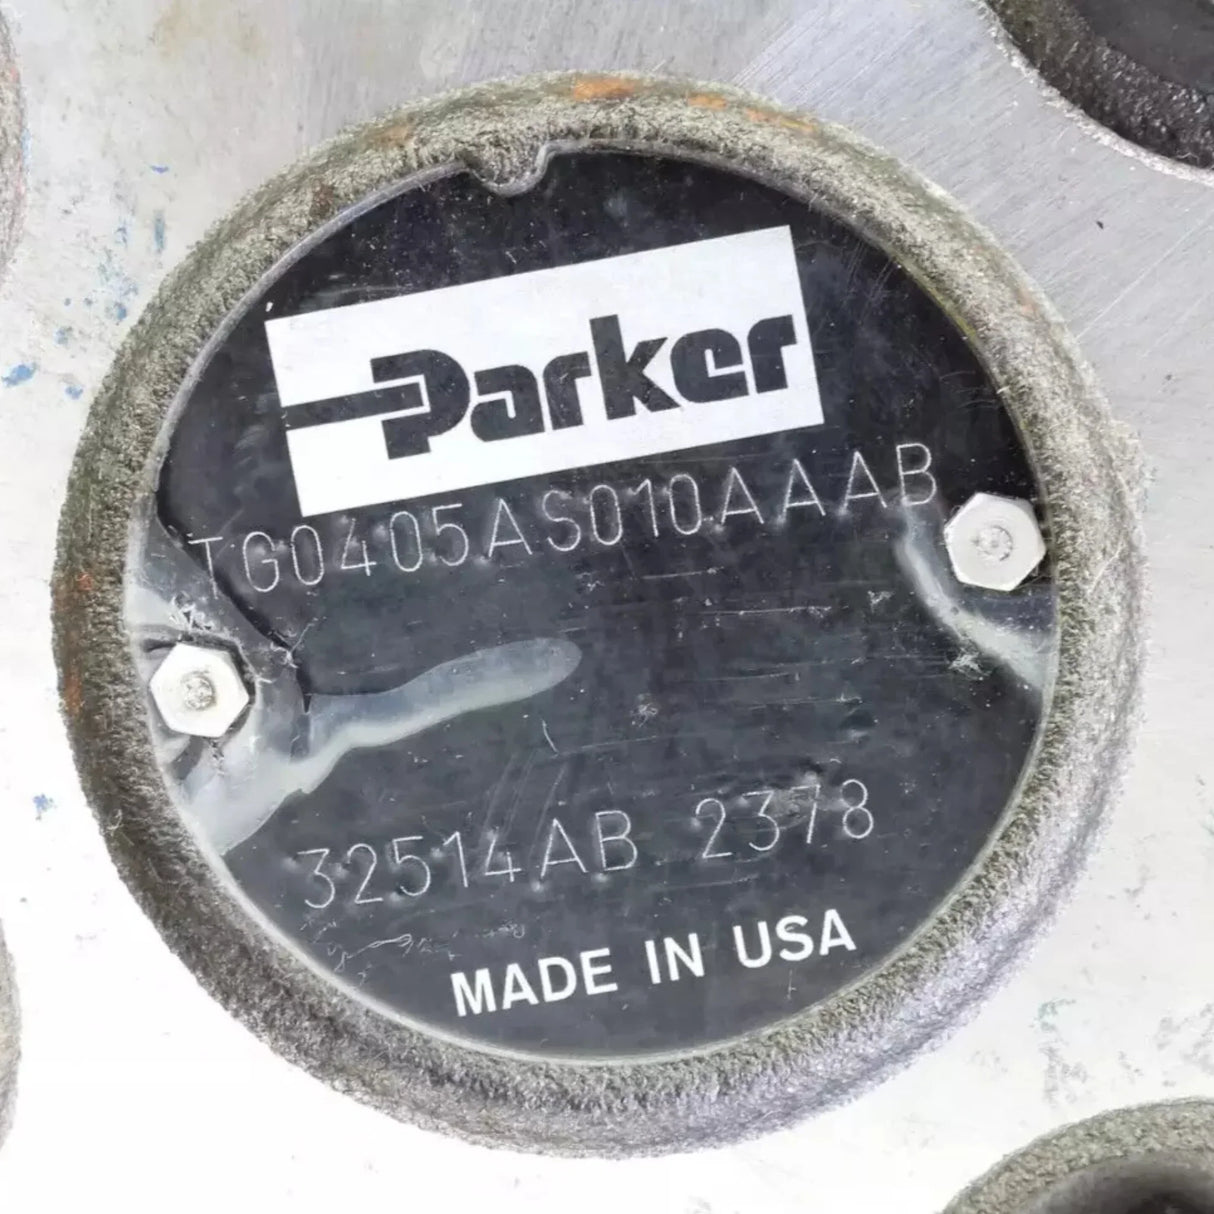 Parker
TG0405AS010AAAB
32514AB 2378
MADE IN USA